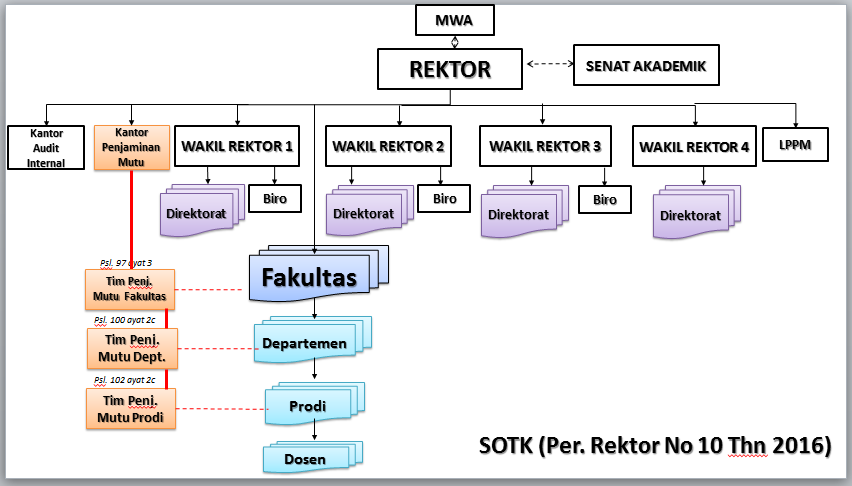 MWA
REKTOR
SENAT AKADEMIK
Kantor
Audit
Internal
Kantor
Penjaminan
Mutu
WAKIL REKTOR 1
WAKIL REKTOR 2
WAKIL REKTOR 3
WAKIL REKTOR 4
LPPM
Direktorat
Biro
Direktorat
Biro
Direktorat
Biro
Direktorat
Psl. 97 ayat 3
Tim Penj.
Mutu Fakultas
Fakultas
Psl. 100 ayat 2c
Tim Penj.
Mutu Dept.
Departemen
Psl. 102 ayat 2c
Tim Penj.
Mutu Prodi
Prodi
Dosen
SOTK (Per. Rektor No 10 Thn 2016)